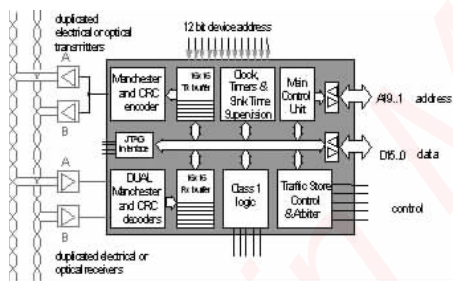 duplicated
electrical or optical
transmitters
12 bit device address
A
B
Manchester
and CRC
encoder
16x16
Tx buffer
Clock,
Timers &
Sink Time
Supervision
Main
Control
Unit
A19..1 address
JTAG
Interface
D15..0 data
A
B
DUAL
Manchester
and CRC
decoders
16x16
Rx buffer
Class 1
logic
Traffic Store
Control
& Arbiter
control
duplicated electrical or
optical receivers